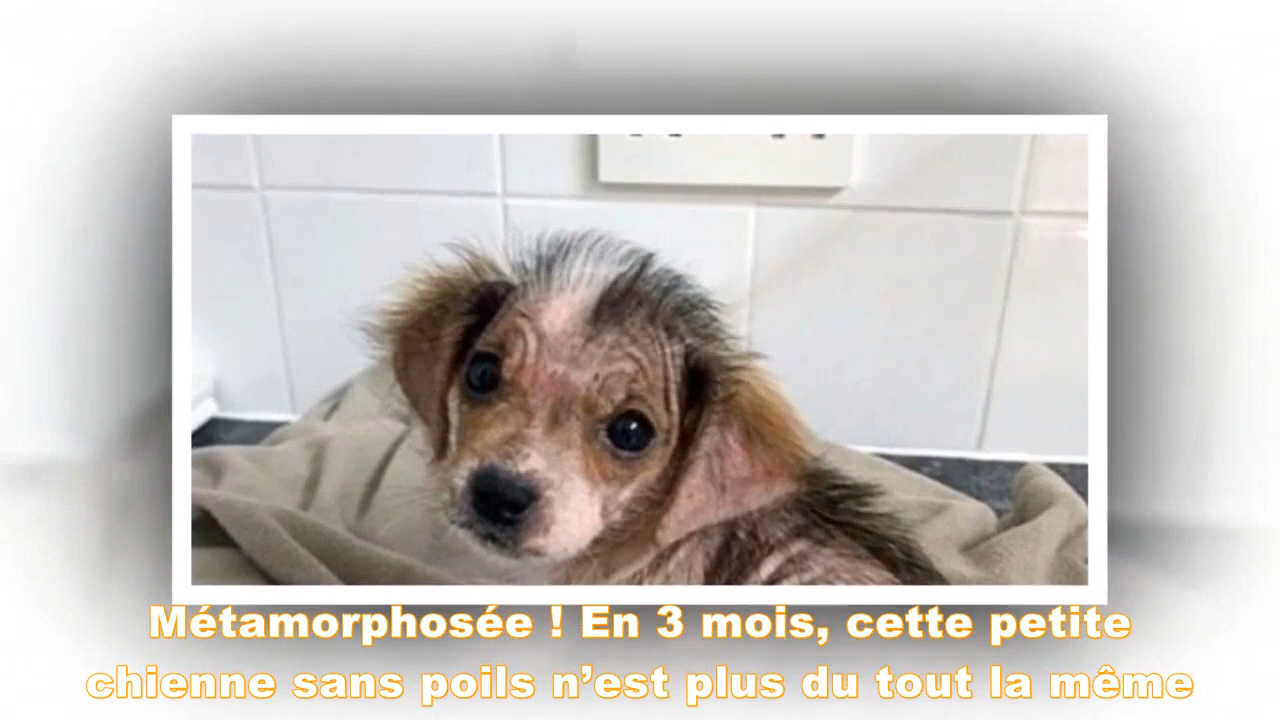 Métamorphosée ! En 3 mois, cette petite
chienne sans poils n’est plus du tout la même